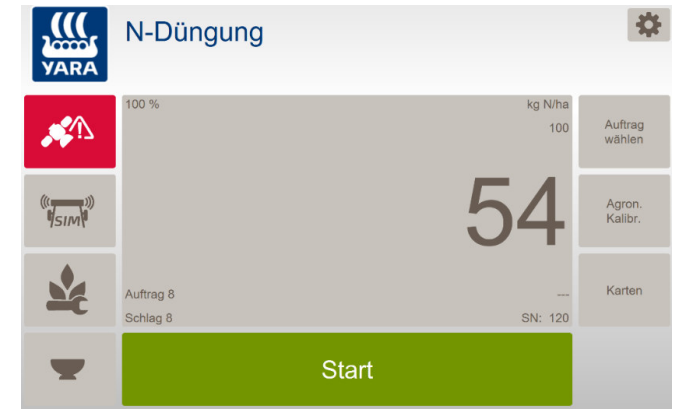 YARA
N-Düngung
100 %
kg N/ha
100
Auftrag
wählen
SIM
54
Agron.
Kalibr.
Auftrag 8
---
Karten
Schlag 8
SN: 120
Start